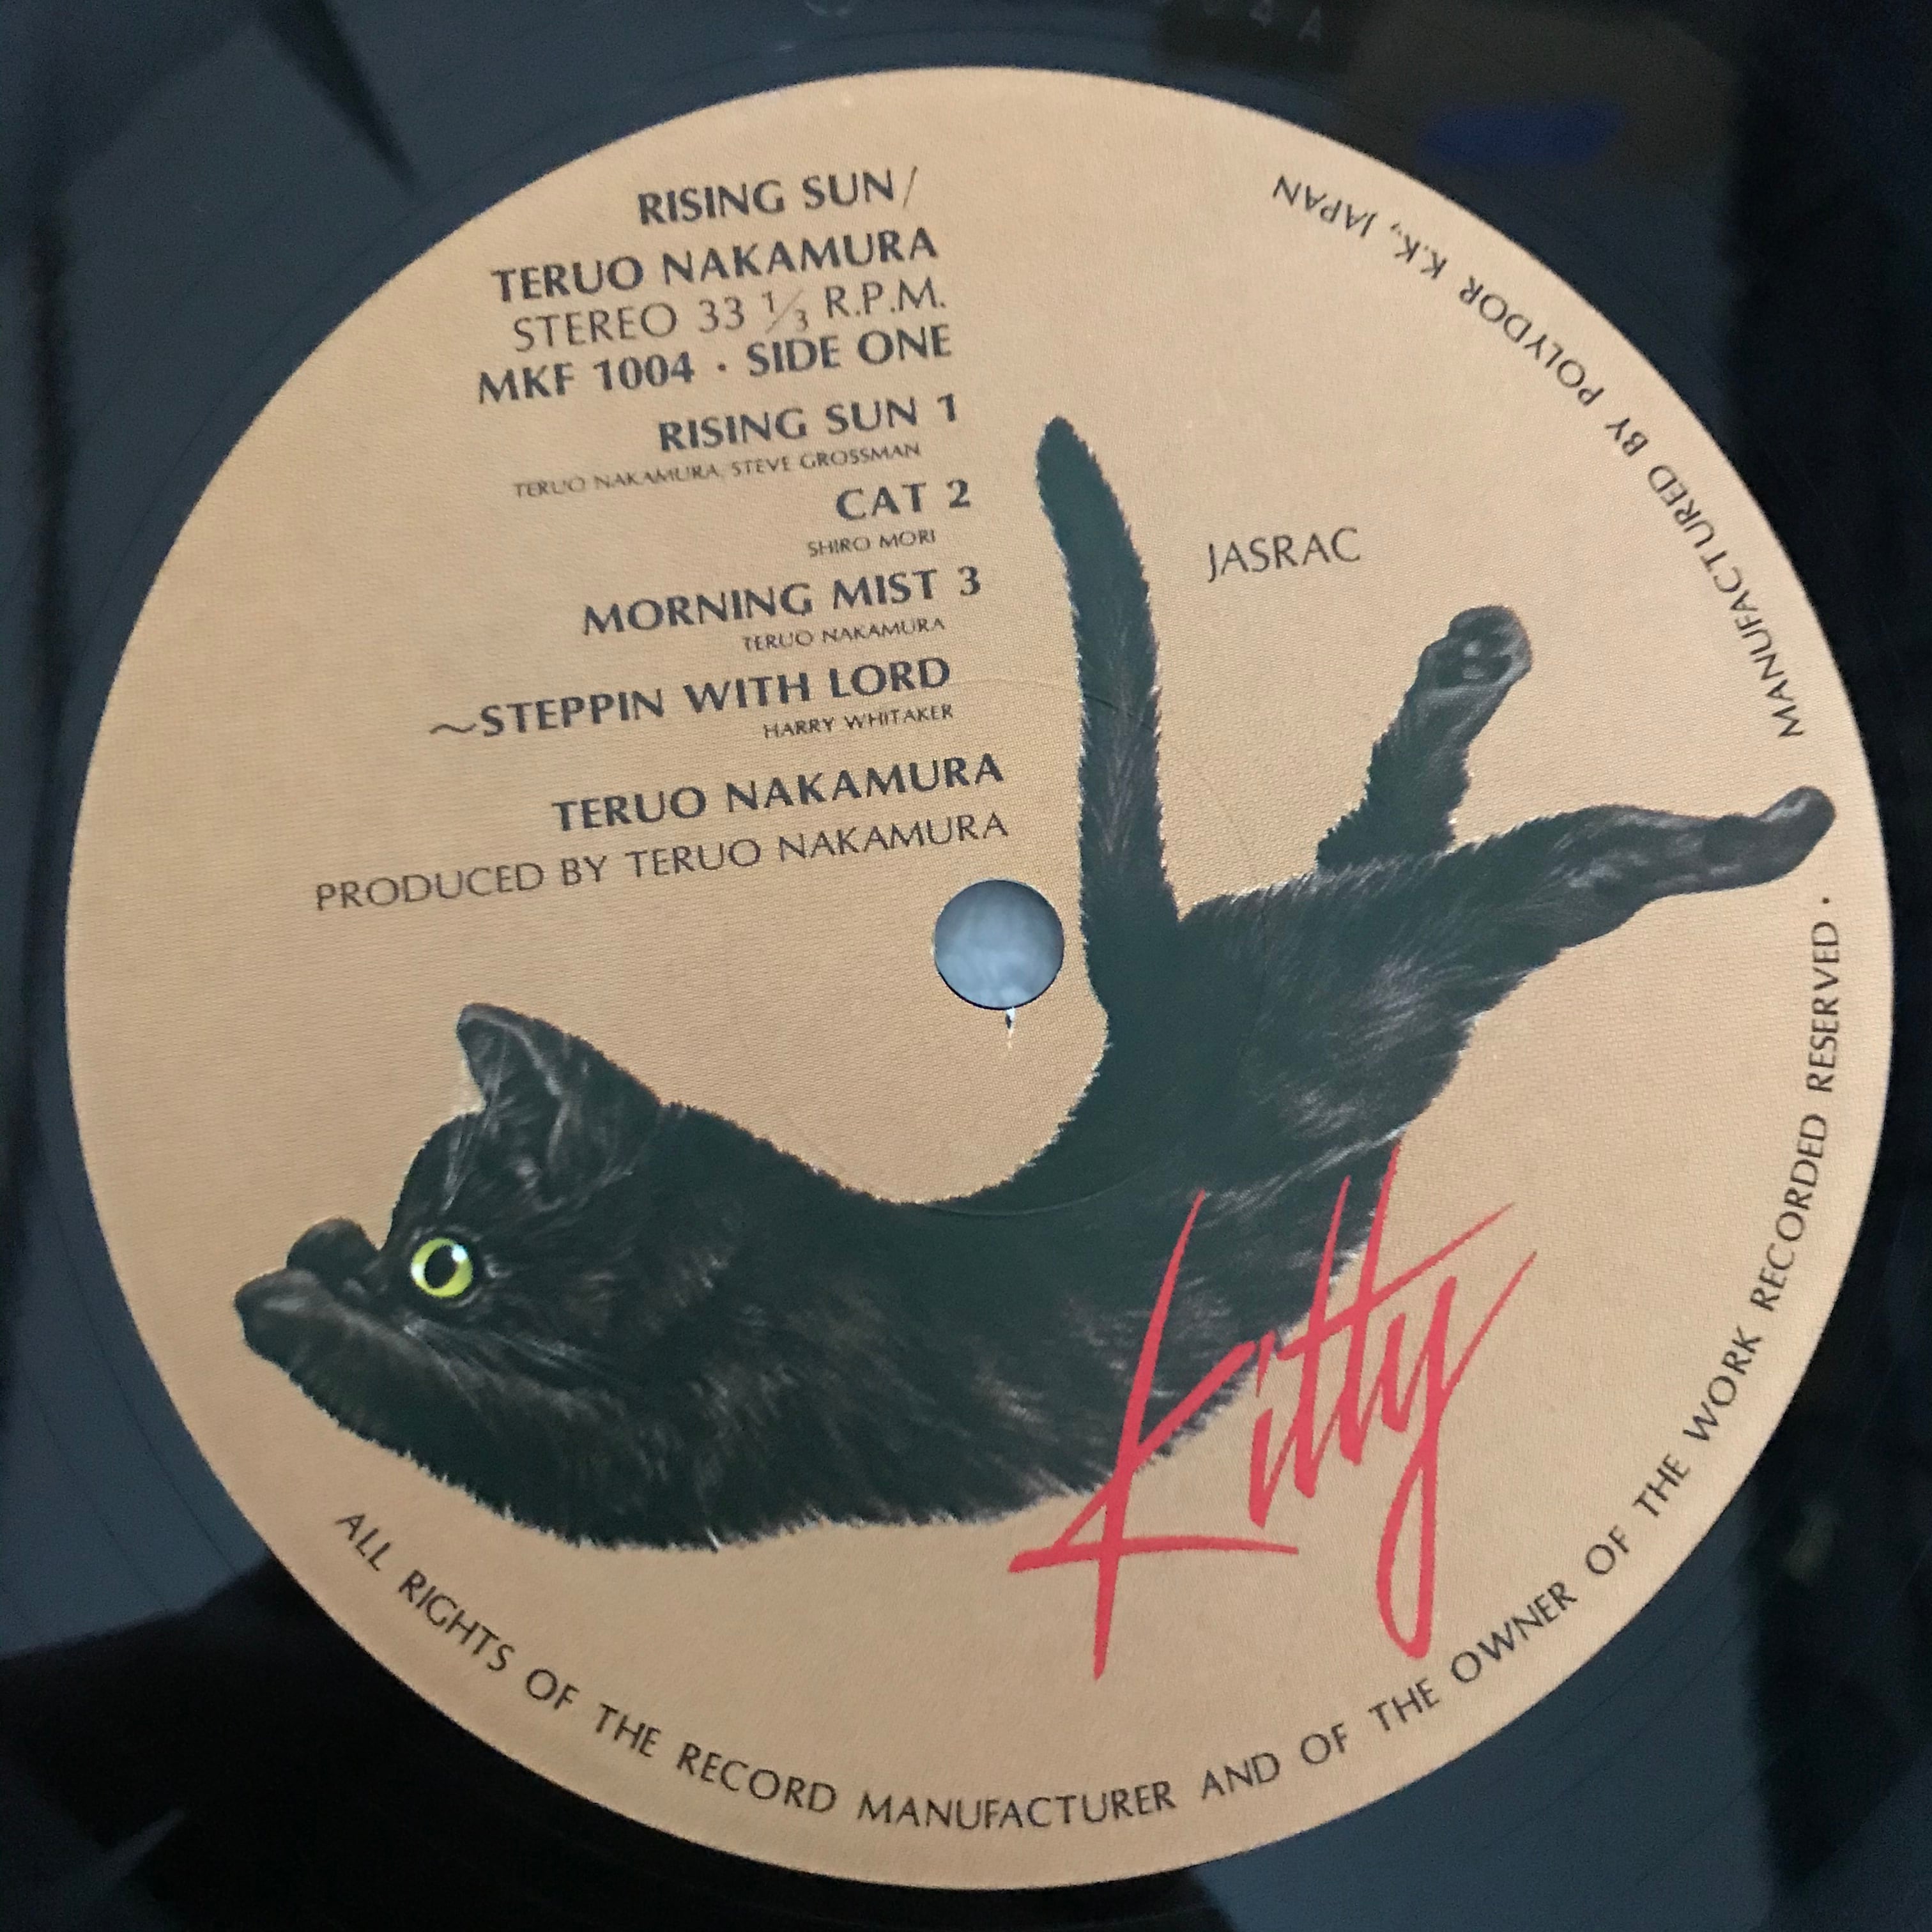 RISING SUN/
TERUO NAKAMURA
STEREO 33 1/3 R.P.M.
MKF 1004 · SIDE ONE
RISING SUN 1
TERUO NAKAMURA, STEVE GROSSMAN
CAT 2
SHIRO MORI
MORNING MIST 3
TERUO NAKAMURA
~STEPPIN WITH LORD
HARRY WHITAKER
TERUO NAKAMURA
PRODUCED BY TERUO NAKAMURA
JASRAC
Kitty
ALL RIGHTS OF THE RECORD MANUFACTURER AND OF THE OWNER OF THE WORK RECORDED RESERVED · MANUFACTURED BY POLYDOR K.K., JAPAN